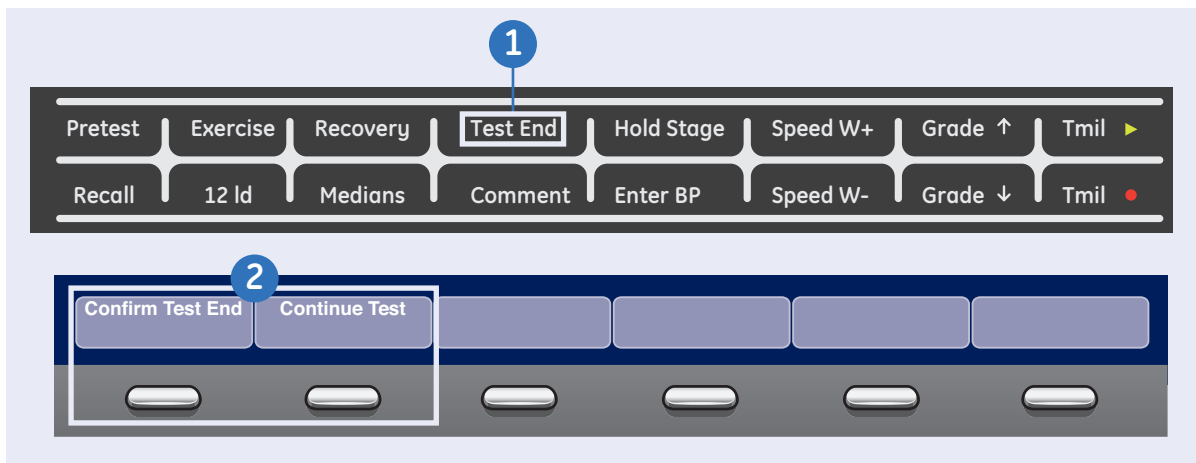 1
Pretest Exercise Recovery Test End Hold Stage Speed W+ Grade ↑ Tmil ►
Recall 12 ld Medians Comment Enter BP Speed W- Grade ↓ Tmil ●
2
Confirm Test End Continue Test